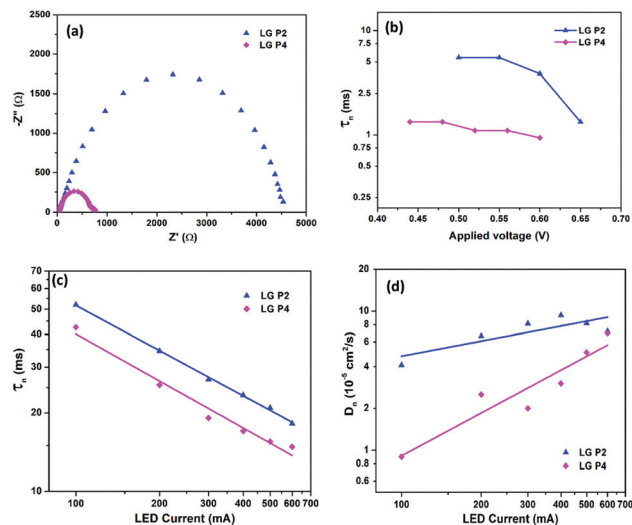 (a)
LG P2
LG P4
2500
2000
1500
1000
500
0
-Z'' (Ω)
0 1000 2000 3000 4000 5000
Z' (Ω)
(b)
LG P2
LG P4
10
5
1
0.75
0.25
τn (ms)
0.40 0.45 0.50 0.55 0.60 0.65 0.70
Applied voltage (V)
(c)
LG P2
LG P4
70
60
50
40
30
20
10
τn (ms)
100 200 300 400 500 600 700
LED Current (mA)
(d)
LG P2
LG P4
20
10
8
6
4
2
1
0.8
0.6
Dn (10⁻⁵ cm²/s)
100 200 300 400 500 600 700
LED Current (mA)